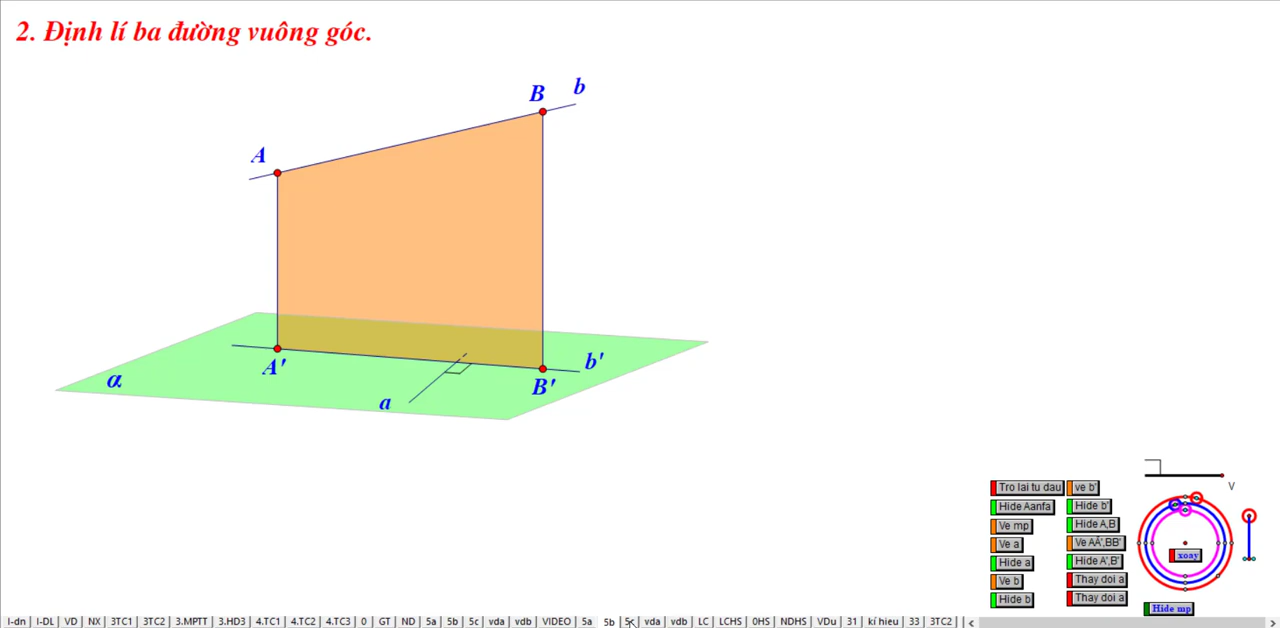 2. Định lí ba đường vuông góc.
B b
A
A' b'
α B'
a
V
Tro lai tu dau ve b'
Hide Aanfa Hide b'
Ve mp Hide A,B
Ve a Ve AÁ',BB'
Hide a Hide A',B'
Ve b Thay doi a
Hide b Thay doi a
xoay
Hide mp
I-dn I-DL VD NX 3TC1 3TC2 3.MPTT 3.HD3 4.TC1 4.TC2 4.TC3 0 GT ND 5a 5b 5c vda vdb VIDEO 5a 5b vda vdb LC LCHS 0HS NDHS VDu 31 kí hieu 33 3TC2